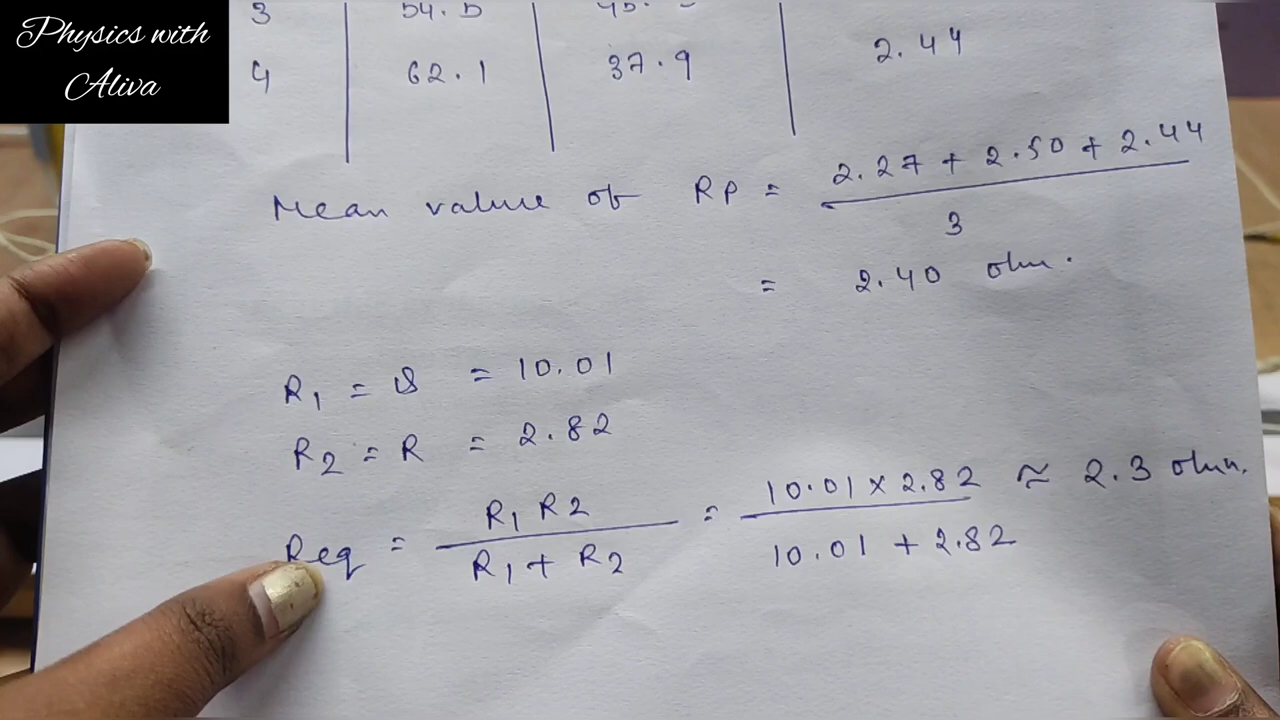 Physics with
Aliva
3 54.5
4 62.1 37.9 2.44
Mean value of Rp = 2.27 + 2.50 + 2.44
3
= 2.40 ohm.
R1 = S = 10.01
R2 = R = 2.82
Req = R1 R2 = 10.01 x 2.82 ≈ 2.3 ohm.
R1 + R2 10.01 + 2.82